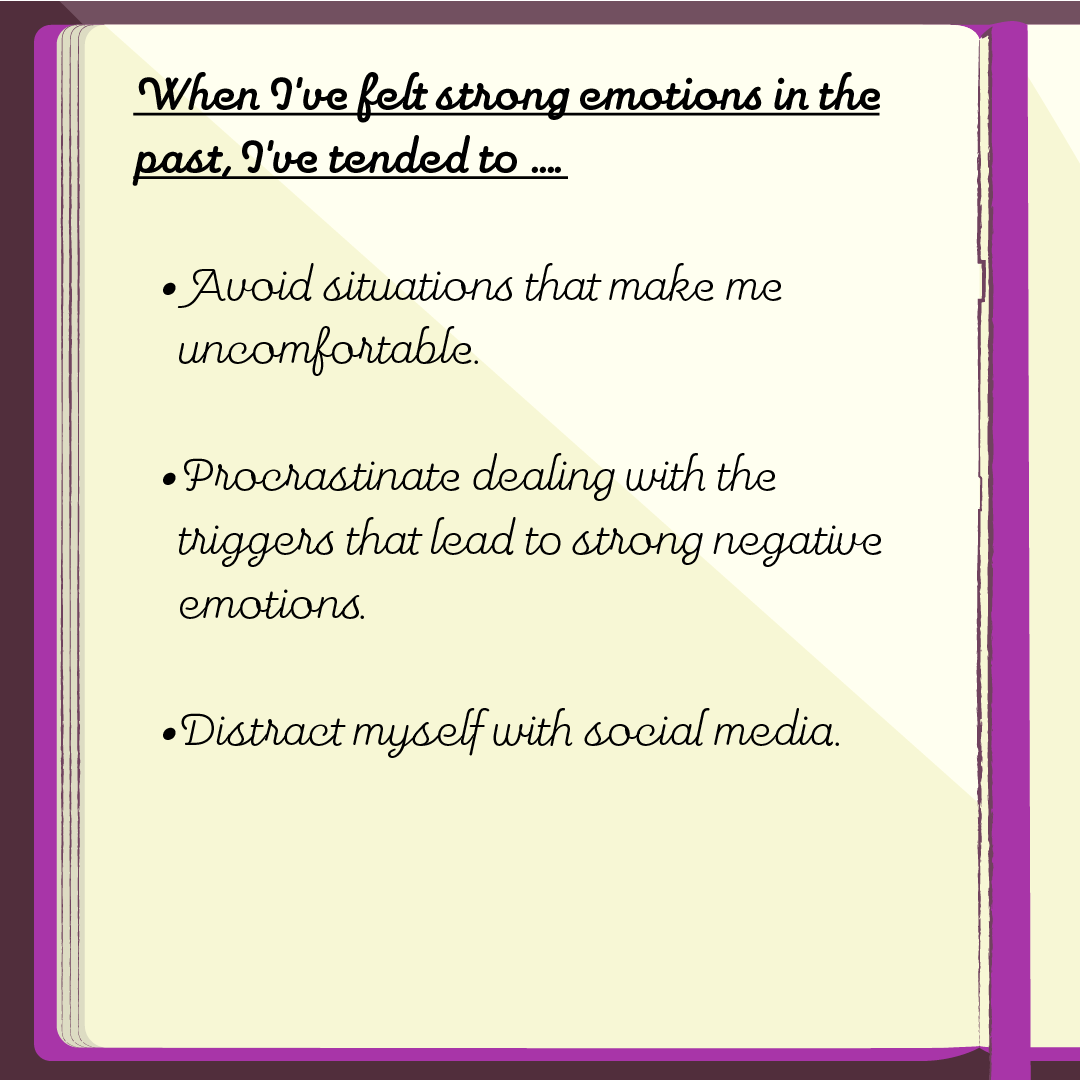 When I've felt strong emotions in the
past, I've tended to ....
• Avoid situations that make me
uncomfortable.
• Procrastinate dealing with the
triggers that lead to strong negative
emotions.
• Distract myself with social media.